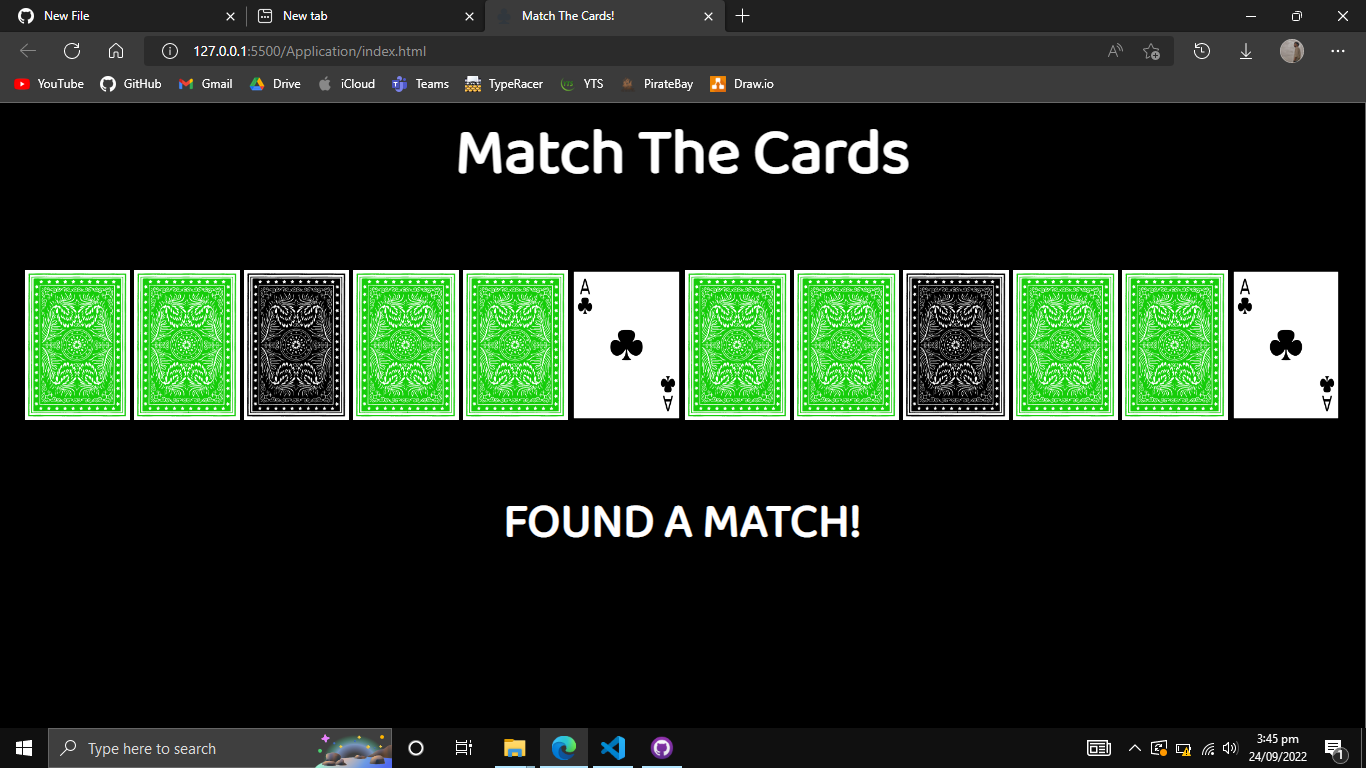 New File
New tab
Match The Cards!
127.0.0.1:5500/Application/index.html
YouTube GitHub Gmail Drive iCloud Teams TypeRacer YTS PirateBay Draw.io
Match The Cards
A A
A A
FOUND A MATCH!
Type here to search
3:45 pm
24/09/2022
1